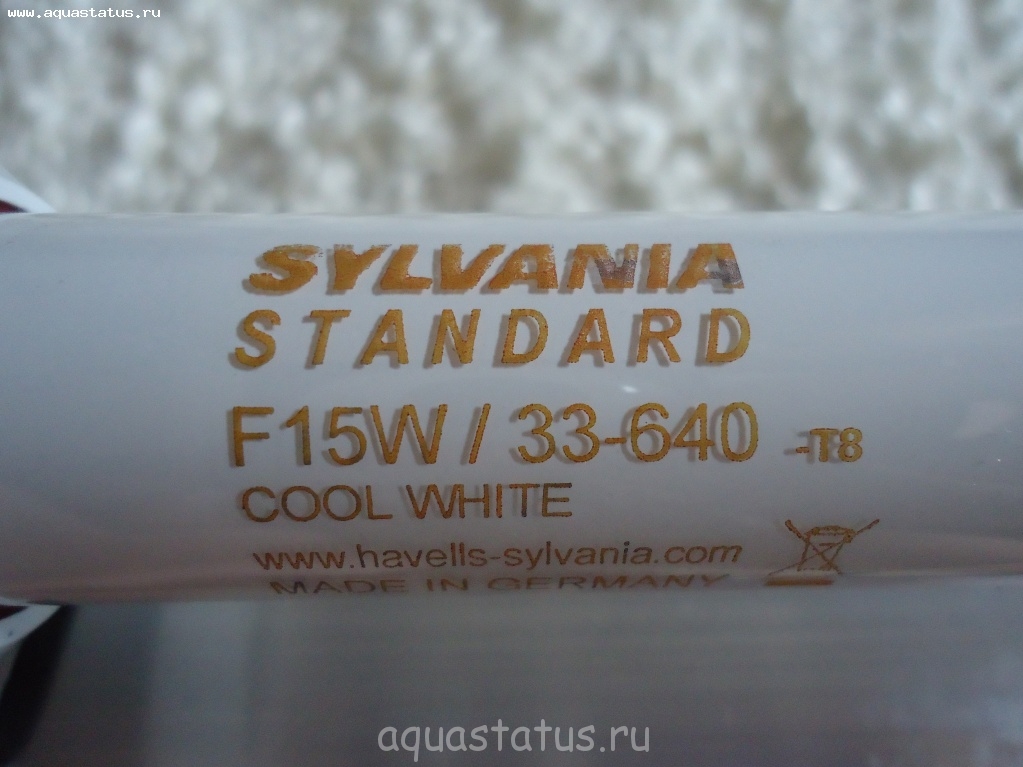 www.aquastatus.ru
SYLVANIA
STANDARD
F15W / 33-640 -T8
COOL WHITE
www.havells-sylvania.com
MADE IN GERMANY
aquastatus.ru